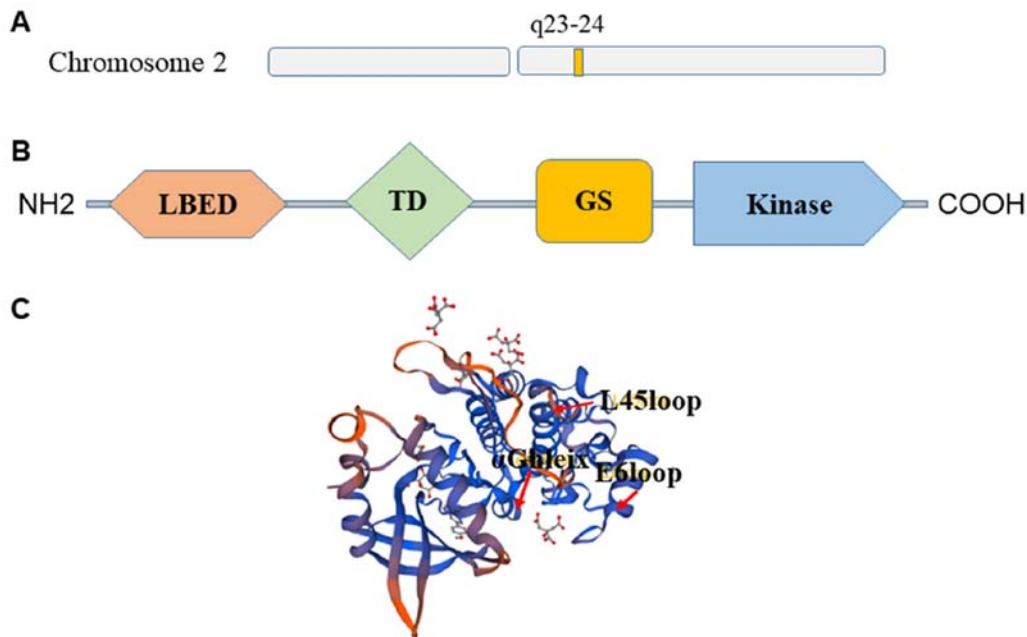 A
q23-24
Chromosome 2
B
NH2 LBED TD GS Kinase COOH
C
L45loop
αGhleix E6loop